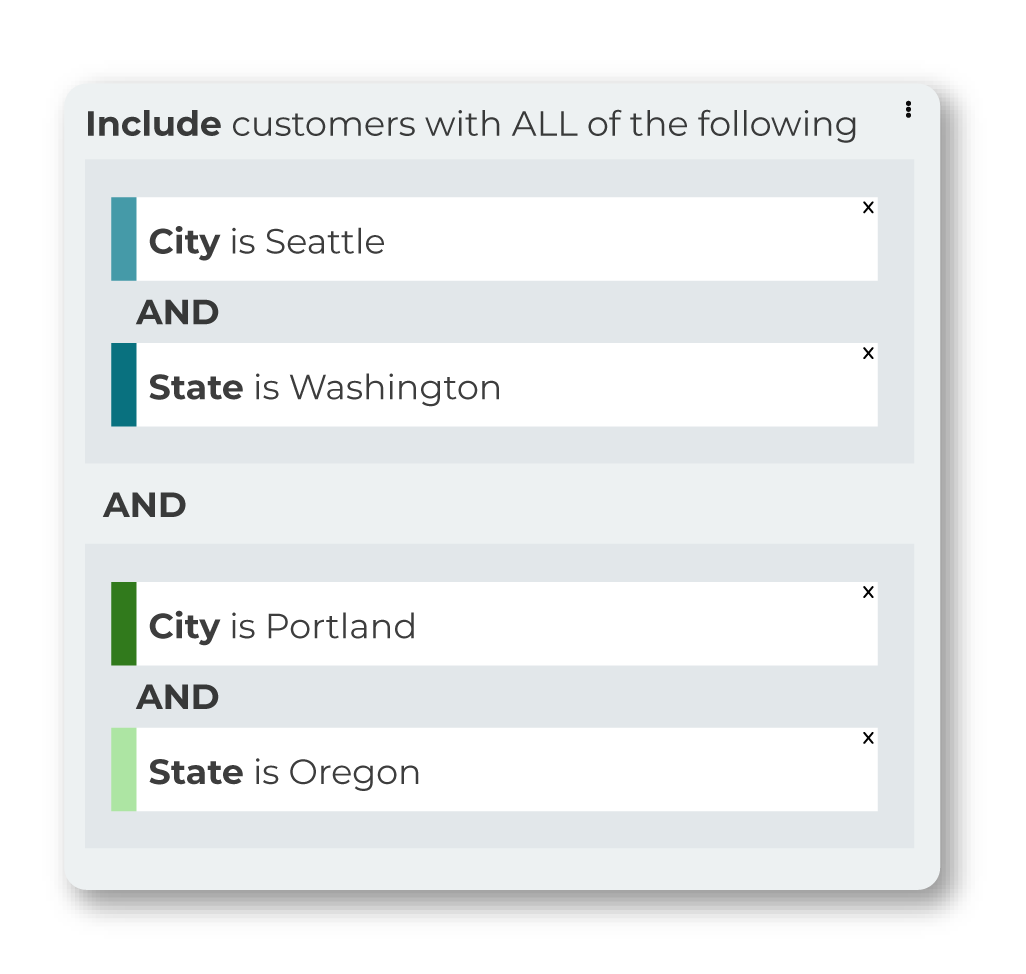 Include customers with ALL of the following
x
City is Seattle
AND
x
State is Washington
AND
x
City is Portland
AND
x
State is Oregon